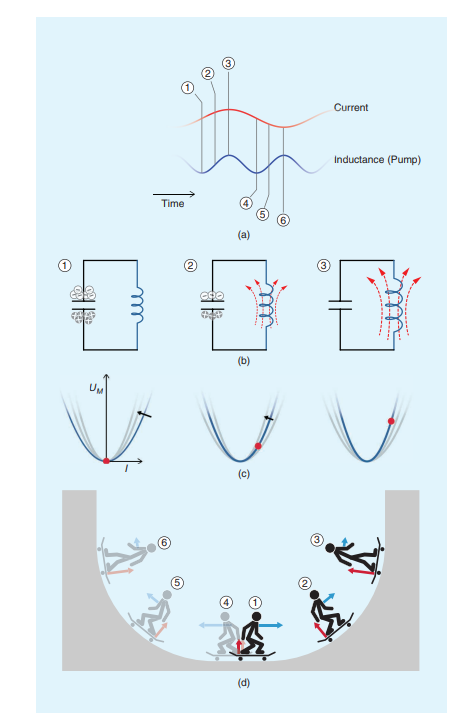 ① ② ③
Current
Inductance (Pump)
Time
④ ⑤ ⑥
(a)
① ② ③
(b)
U_M
I
(c)
⑥ ③
⑤ ②
④ ①
(d)